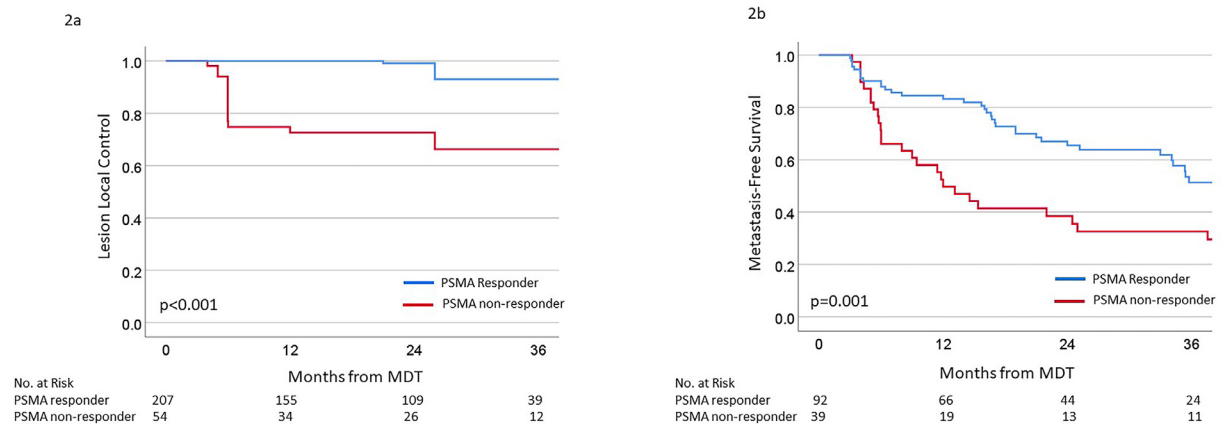 2a
1.0
0.8
0.6
0.4
0.2
0.0
Lesion Local Control
PSMA Responder
PSMA non-responder
p<0.001
0 12 24 36
Months from MDT
No. at Risk
PSMA responder 207 155 109 39
PSMA non-responder 54 34 26 12
2b
1.0
0.8
0.6
0.4
0.2
0.0
Metastasis-Free Survival
PSMA Responder
PSMA non-responder
p=0.001
0 12 24 36
Months from MDT
No. at Risk
PSMA responder 92 66 44 24
PSMA non-responder 39 19 13 11